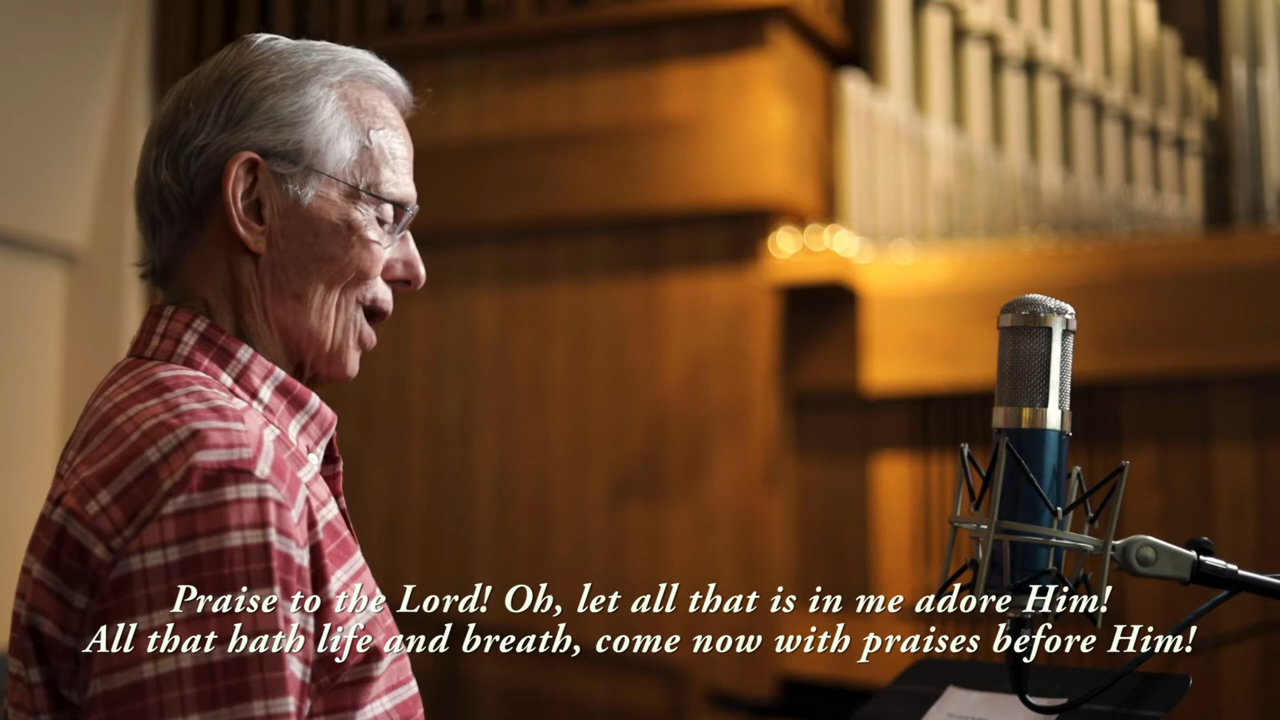 Praise to the Lord! Oh, let all that is in me adore Him!
All that hath life and breath, come now with praises before Him!